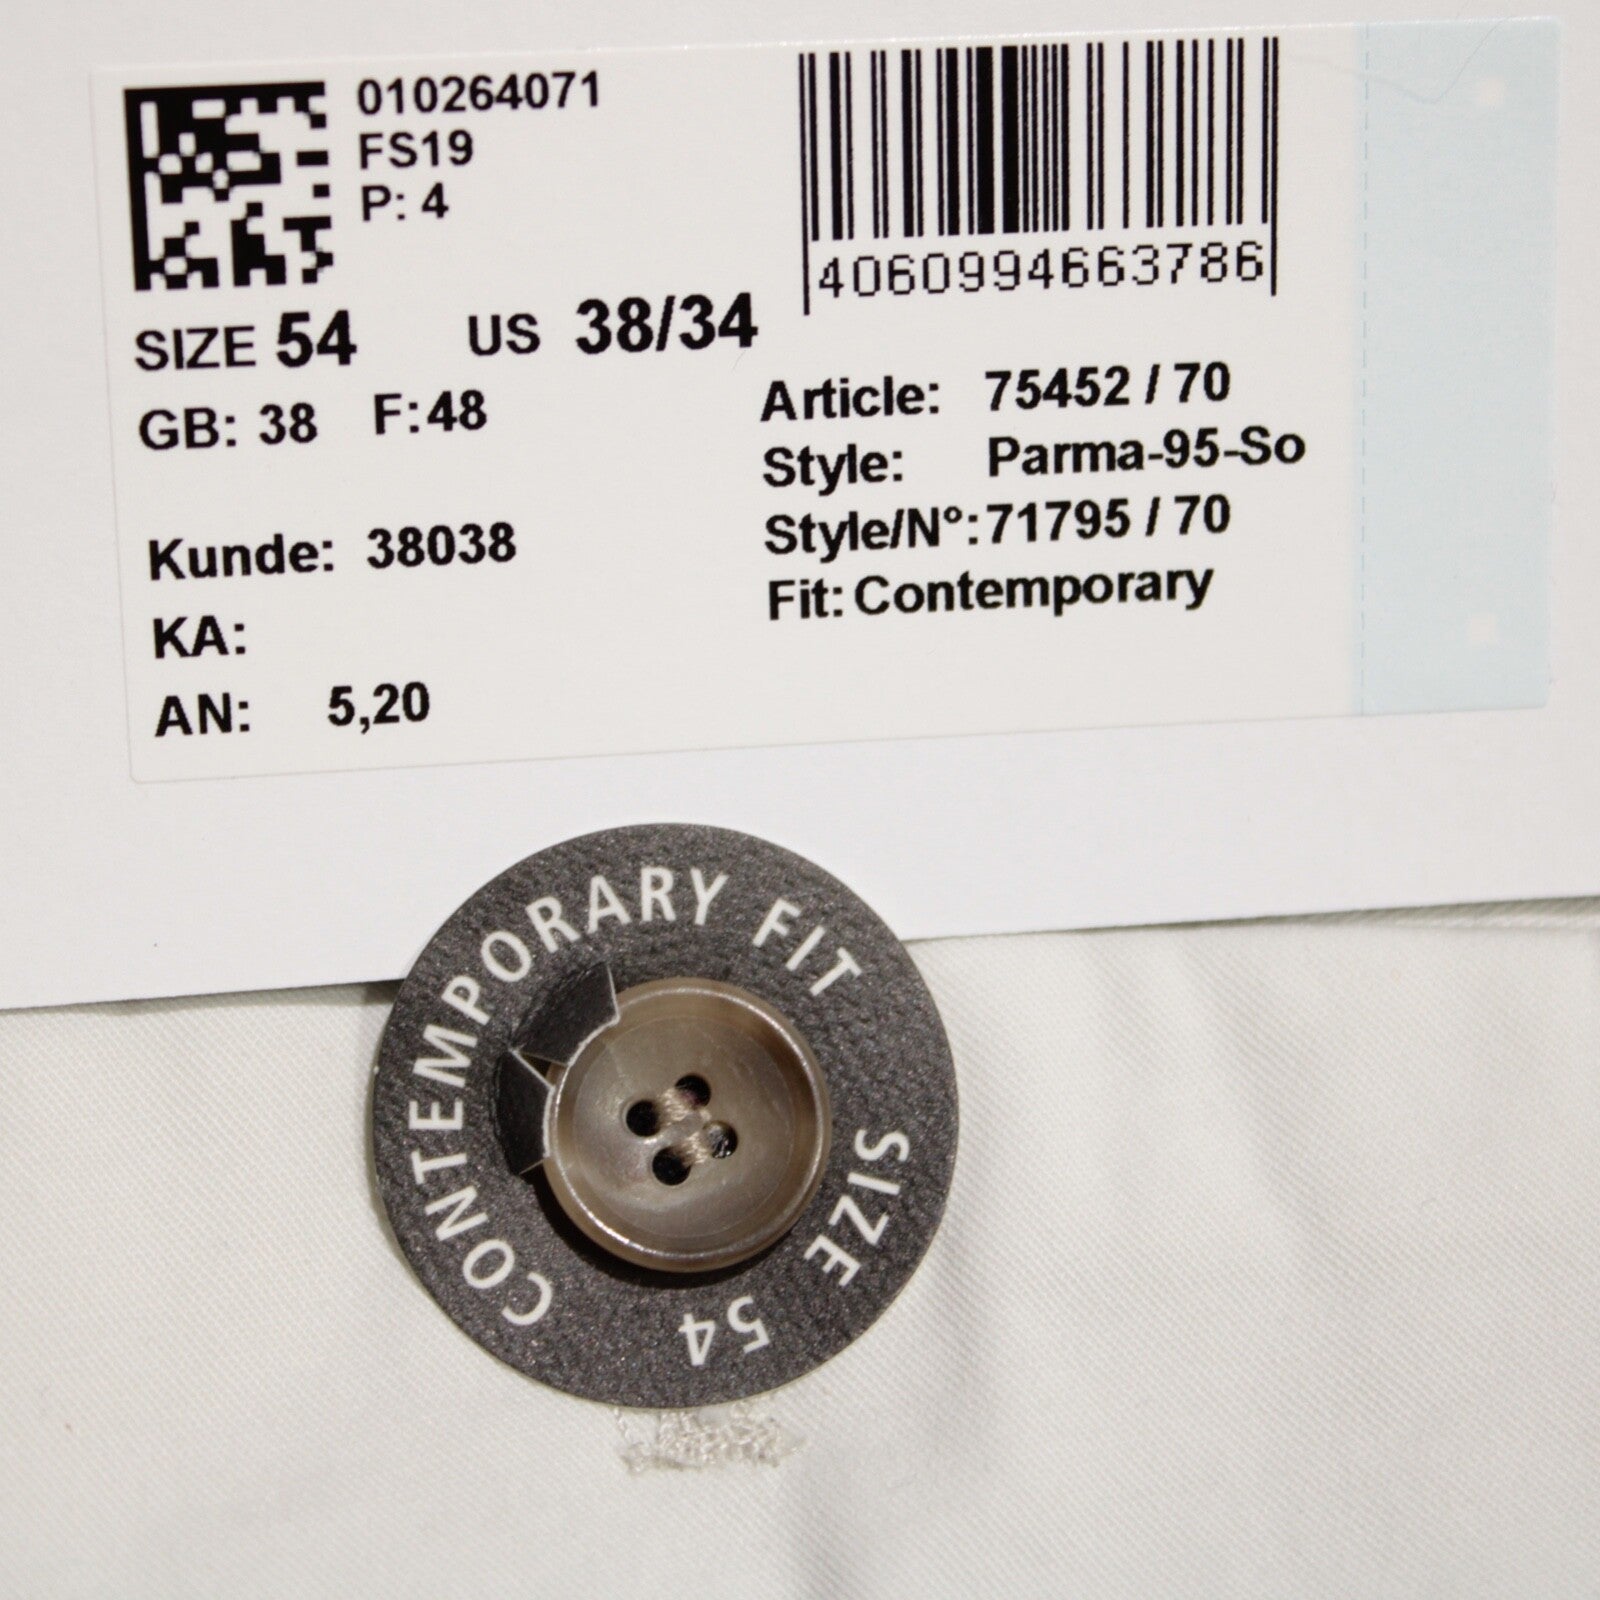 010264071
FS19
P: 4
4060994663786
SIZE 54 US 38/34
GB: 38 F: 48
Article: 75452 / 70
Style: Parma-95-So
Style/N°: 71795 / 70
Fit: Contemporary
Kunde: 38038
KA:
AN: 5,20
CONTEMPORARY FIT
SIZE 54